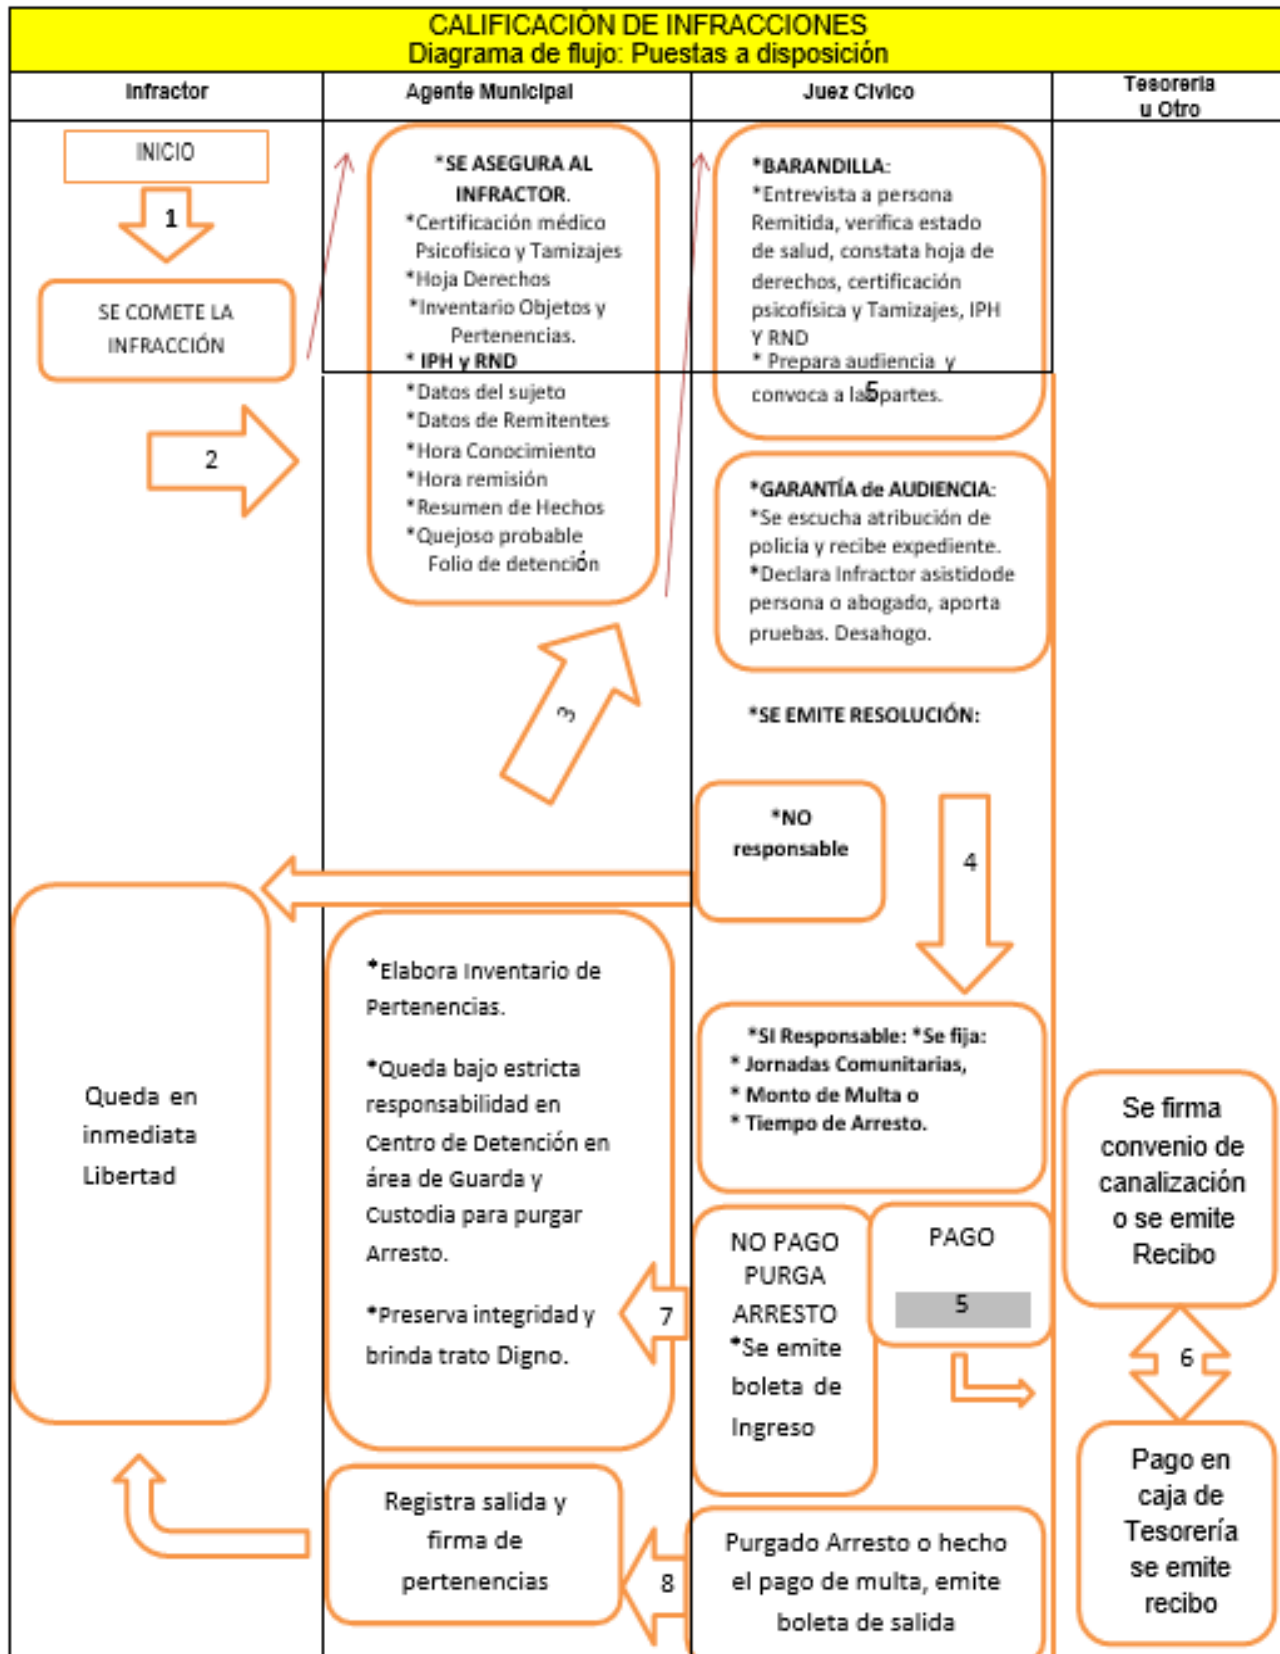 CALIFICACIÓN DE INFRACCIONES
Diagrama de flujo: Puestas a disposición
Infractor
Agente Municipal
Juez Civico
Tesoreria
u Otro
INICIO
1
SE COMETE LA
INFRACCIÓN
2
*SE ASEGURA AL
INFRACTOR.
*Certificación médico
Psicofísico y Tamizajes
*Hoja Derechos
*Inventario Objetos y
Pertenencias.
* IPH y RND
*Datos del sujeto
*Datos de Remitentes
*Hora Conocimiento
*Hora remisión
*Resumen de Hechos
*Quejoso probable
Folio de detención
3
*BARANDILLA:
*Entrevista a persona
Remitida, verifica estado
de salud, constata hoja de
derechos, certificación
psicofísica y Tamizajes, IPH
Y RND
* Prepara audiencia y
convoca a las partes.
5
*GARANTÍA de AUDIENCIA:
*Se escucha atribución de
policia y recibe expediente.
*Declara Infractor asistidode
persona o abogado, aporta
pruebas. Desahogo.
*SE EMITE RESOLUCIÓN:
*NO
responsable
4
Queda en
inmediata
Libertad
*Elabora Inventario de
Pertenencias.
*Queda bajo estricta
responsabilidad en
Centro de Detención en
área de Guarda y
Custodia para purgar
Arresto.
*Preserva integridad y
brinda trato Digno.
*SI Responsable: *Se fija:
* Jornadas Comunitarias,
* Monto de Multa o
* Tiempo de Arresto.
NO PAGO
PURGA
ARRESTO
*Se emite
boleta de
Ingreso
7
PAGO
5
Se firma
convenio de
canalización
o se emite
Recibo
6
Pago en
caja de
Tesorería
se emite
recibo
Registra salida y
firma de
pertenencias
8
Purgado Arresto o hecho
el pago de multa, emite
boleta de salida